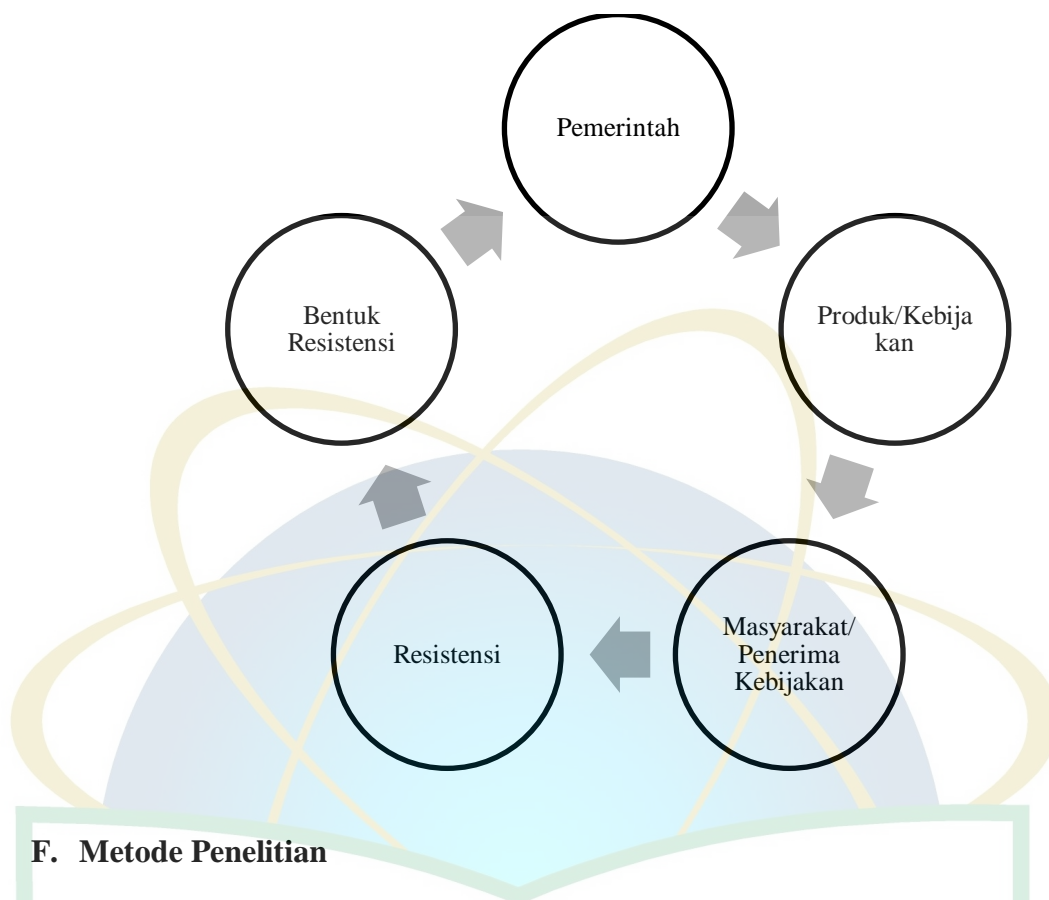 Pemerintah
Produk/Kebija
kan
Masyarakat/
Penerima
Kebijakan
Resistensi
Bentuk
Resistensi
F. Metode Penelitian